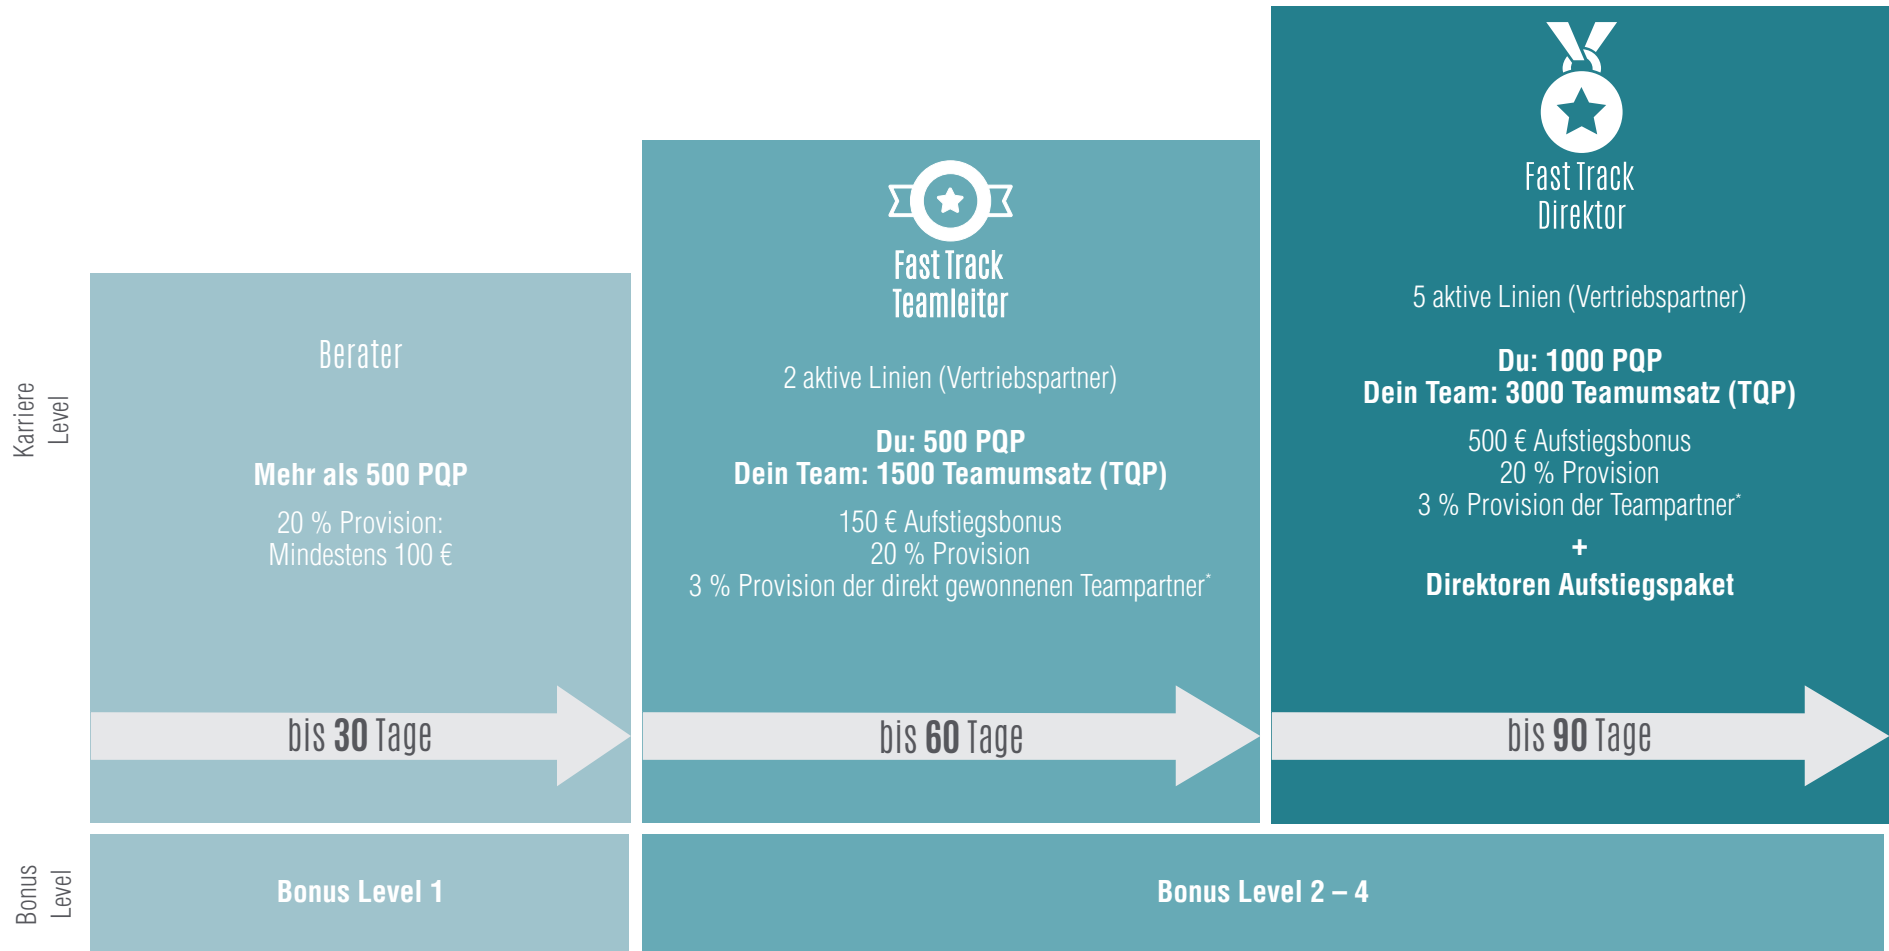 Karriere
Level
Berater
Mehr als 500 PQP
20 % Provision:
Mindestens 100 €
bis 30 Tage
Fast Track
Teamleiter
2 aktive Linien (Vertriebspartner)
Du: 500 PQP
Dein Team: 1500 Teamumsatz (TQP)
150 € Aufstiegsbonus
20 % Provision
3 % Provision der direkt gewonnenen Teampartner*
bis 60 Tage
Fast Track
Direktor
5 aktive Linien (Vertriebspartner)
Du: 1000 PQP
Dein Team: 3000 Teamumsatz (TQP)
500 € Aufstiegsbonus
20 % Provision
3 % Provision der Teampartner*
+
Direktoren Aufstiegspaket
bis 90 Tage
Bonus
Level
Bonus Level 1
Bonus Level 2 – 4